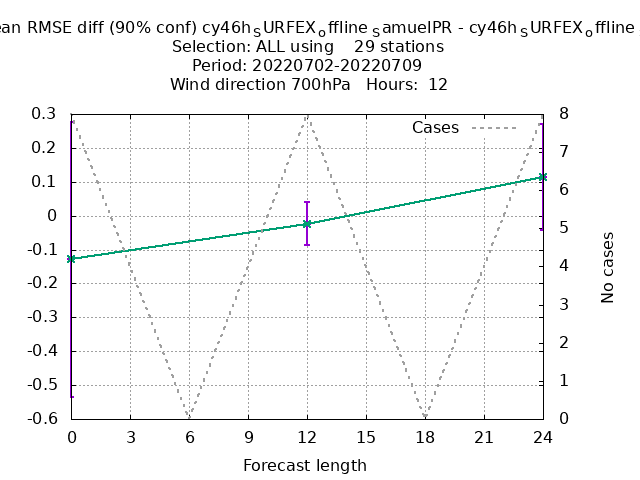 ean RMSE diff (90% conf) cy46hSURFEXoffline SamuelPR - cy46hSURFEXoffline
Selection: ALL using 29 stations
Period: 20220702-20220709
Wind direction 700hPa Hours: 12
Cases
0.3
0.2
0.1
0
-0.1
-0.2
-0.3
-0.4
-0.5
-0.6
8
7
6
5
4
3
2
1
0
No cases
0 3 6 9 12 15 18 21 24
Forecast length